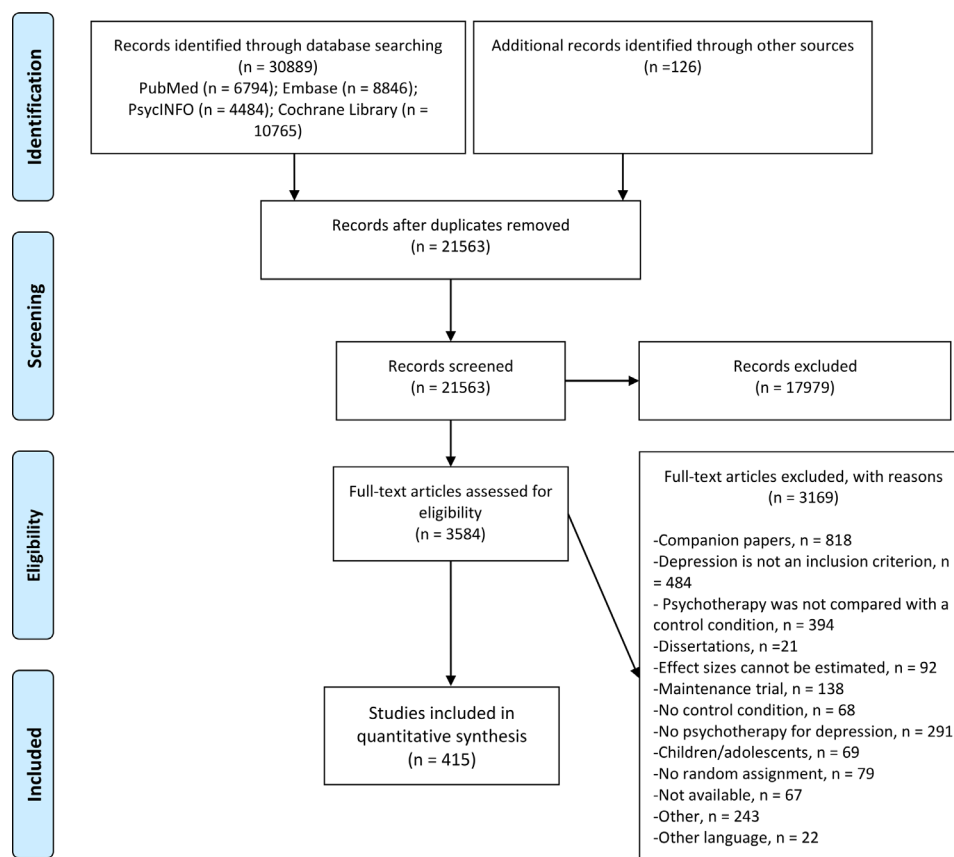 Identification
Records identified through database searching
(n = 30889)
PubMed (n = 6794); Embase (n = 8846);
PsycINFO (n = 4484); Cochrane Library (n =
10765)
Additional records identified through other sources
(n =126)
Records after duplicates removed
(n = 21563)
Screening
Records screened
(n = 21563)
Records excluded
(n = 17979)
Eligibility
Full-text articles assessed for
eligibility
(n = 3584)
Full-text articles excluded, with reasons
(n = 3169)
-Companion papers, n = 818
-Depression is not an inclusion criterion, n
= 484
- Psychotherapy was not compared with a
control condition, n = 394
-Dissertations, n =21
-Effect sizes cannot be estimated, n = 92
-Maintenance trial, n = 138
-No control condition, n = 68
-No psychotherapy for depression, n = 291
-Children/adolescents, n = 69
-No random assignment, n = 79
-Not available, n = 67
-Other, n = 243
-Other language, n = 22
Included
Studies included in
quantitative synthesis
(n = 415)